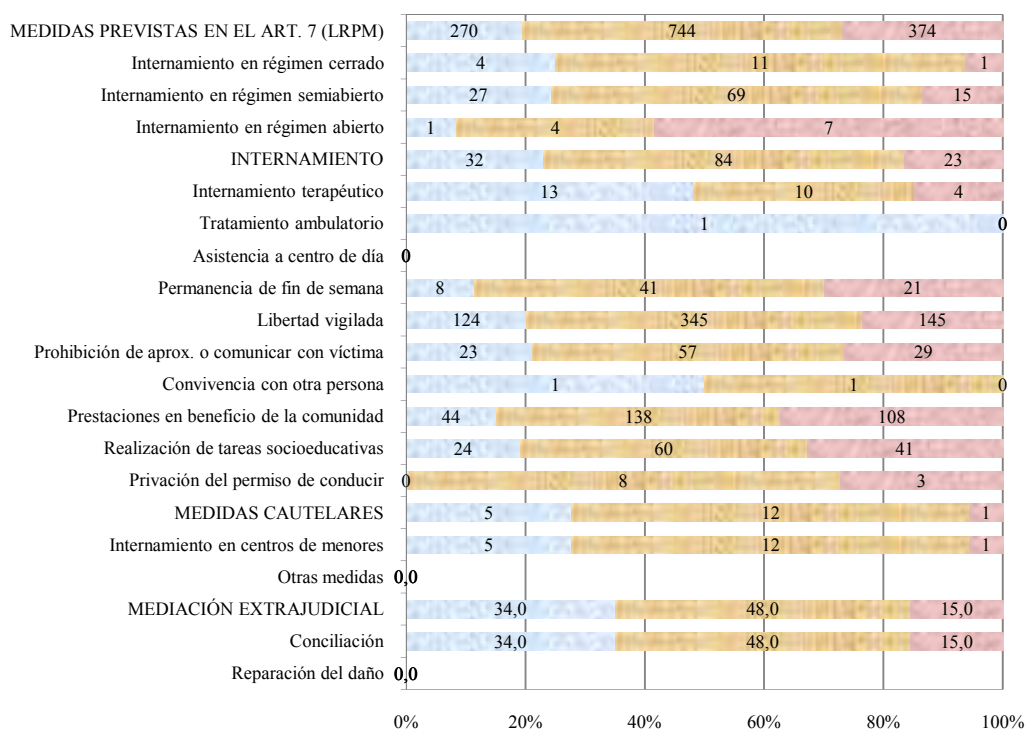 MEDIDAS PREVISTAS EN EL ART. 7 (LRPM) 270 744 374
Internamiento en régimen cerrado 4 11 1
Internamiento en régimen semiabierto 27 69 15
Internamiento en régimen abierto 1 4 7
INTERNAMIENTO 32 84 23
Internamiento terapéutico 13 10 4
Tratamiento ambulatorio 1 0
Asistencia a centro de día 0
Permanencia de fin de semana 8 41 21
Libertad vigilada 124 345 145
Prohibición de aprox. o comunicar con víctima 23 57 29
Convivencia con otra persona 1 1 0
Prestaciones en beneficio de la comunidad 44 138 108
Realización de tareas socioeducativas 24 60 41
Privación del permiso de conducir 0 8 3
MEDIDAS CAUTELARES 5 12 1
Internamiento en centros de menores 5 12 1
Otras medidas 0,0
MEDIACIÓN EXTRAJUDICIAL 34,0 48,0 15,0
Conciliación 34,0 48,0 15,0
Reparación del daño 0,0
0% 20% 40% 60% 80% 100%